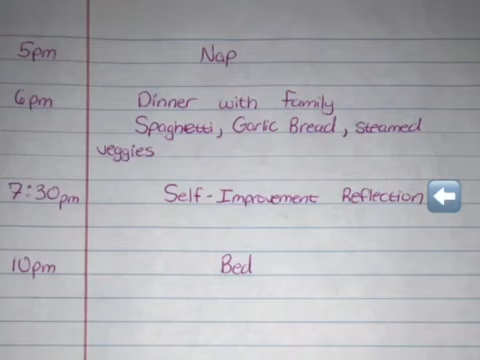 5pm Nap
6pm Dinner with family
Spaghetti, Garlic Bread, steamed
veggies
7:30pm Self-Improvement Reflection
10pm Bed